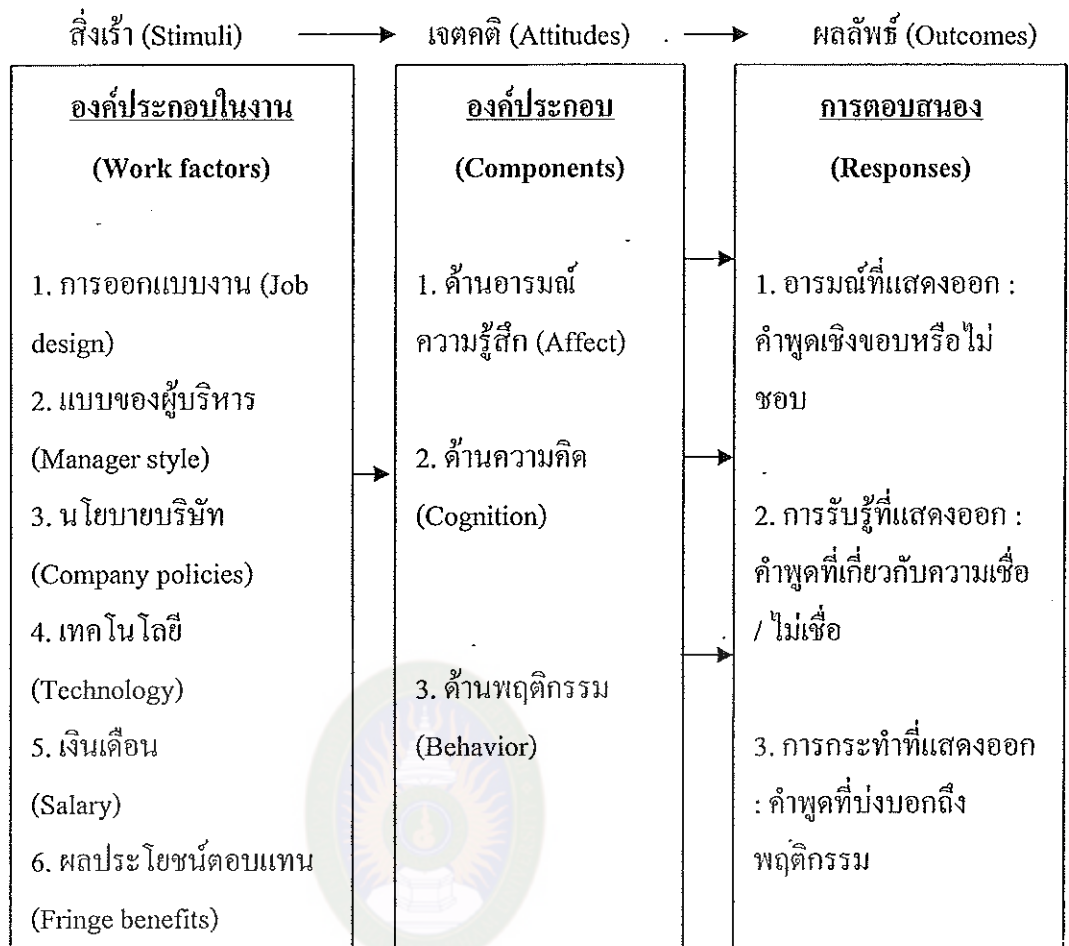 สิ่งเร้า (Stimuli) เจตคติ (Attitudes) ผลลัพธ์ (Outcomes)
องค์ประกอบในงาน
(Work factors)
1. การออกแบบงาน (Job
design)
2. แบบของผู้บริหาร
(Manager style)
3. นโยบายบริษัท
(Company policies)
4. เทคโนโลยี
(Technology)
5. เงินเดือน
(Salary)
6. ผลประโยชน์ตอบแทน
(Fringe benefits)
องค์ประกอบ
(Components)
1. ด้านอารมณ์
ความรู้สึก (Affect)
2. ด้านความคิด
(Cognition)
3. ด้านพฤติกรรม
(Behavior)
การตอบสนอง
(Responses)
1. อารมณ์ที่แสดงออก :
คำพูดเชิงขอบหรือไม่
ชอบ
2. การรับรู้ที่แสดงออก :
คำพูดที่เกี่ยวกับความเชื่อ
/ ไม่เชื่อ
3. การกระทำที่แสดงออก
: คำพูดที่บ่งบอกถึง
พฤติกรรม